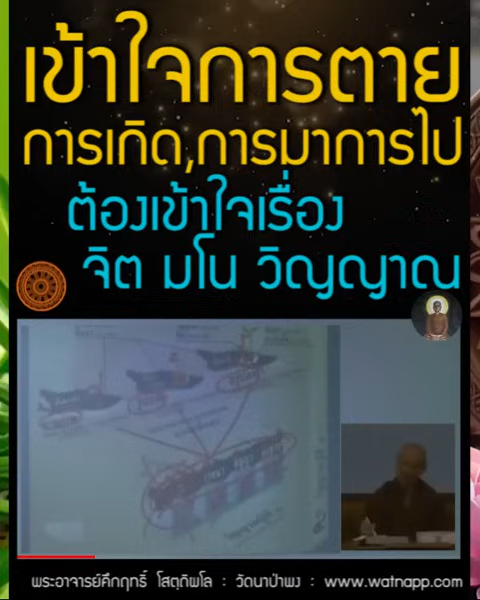 เข้าใจการตาย
การเกิด,การมาการไป
ต้องเข้าใจเรื่อง
จิต มโน วิญญาณ
พระอาจารย์คึกฤทธิ์ โสตฺถิผโล : วัดนาป่าพง : www.watnapp.com